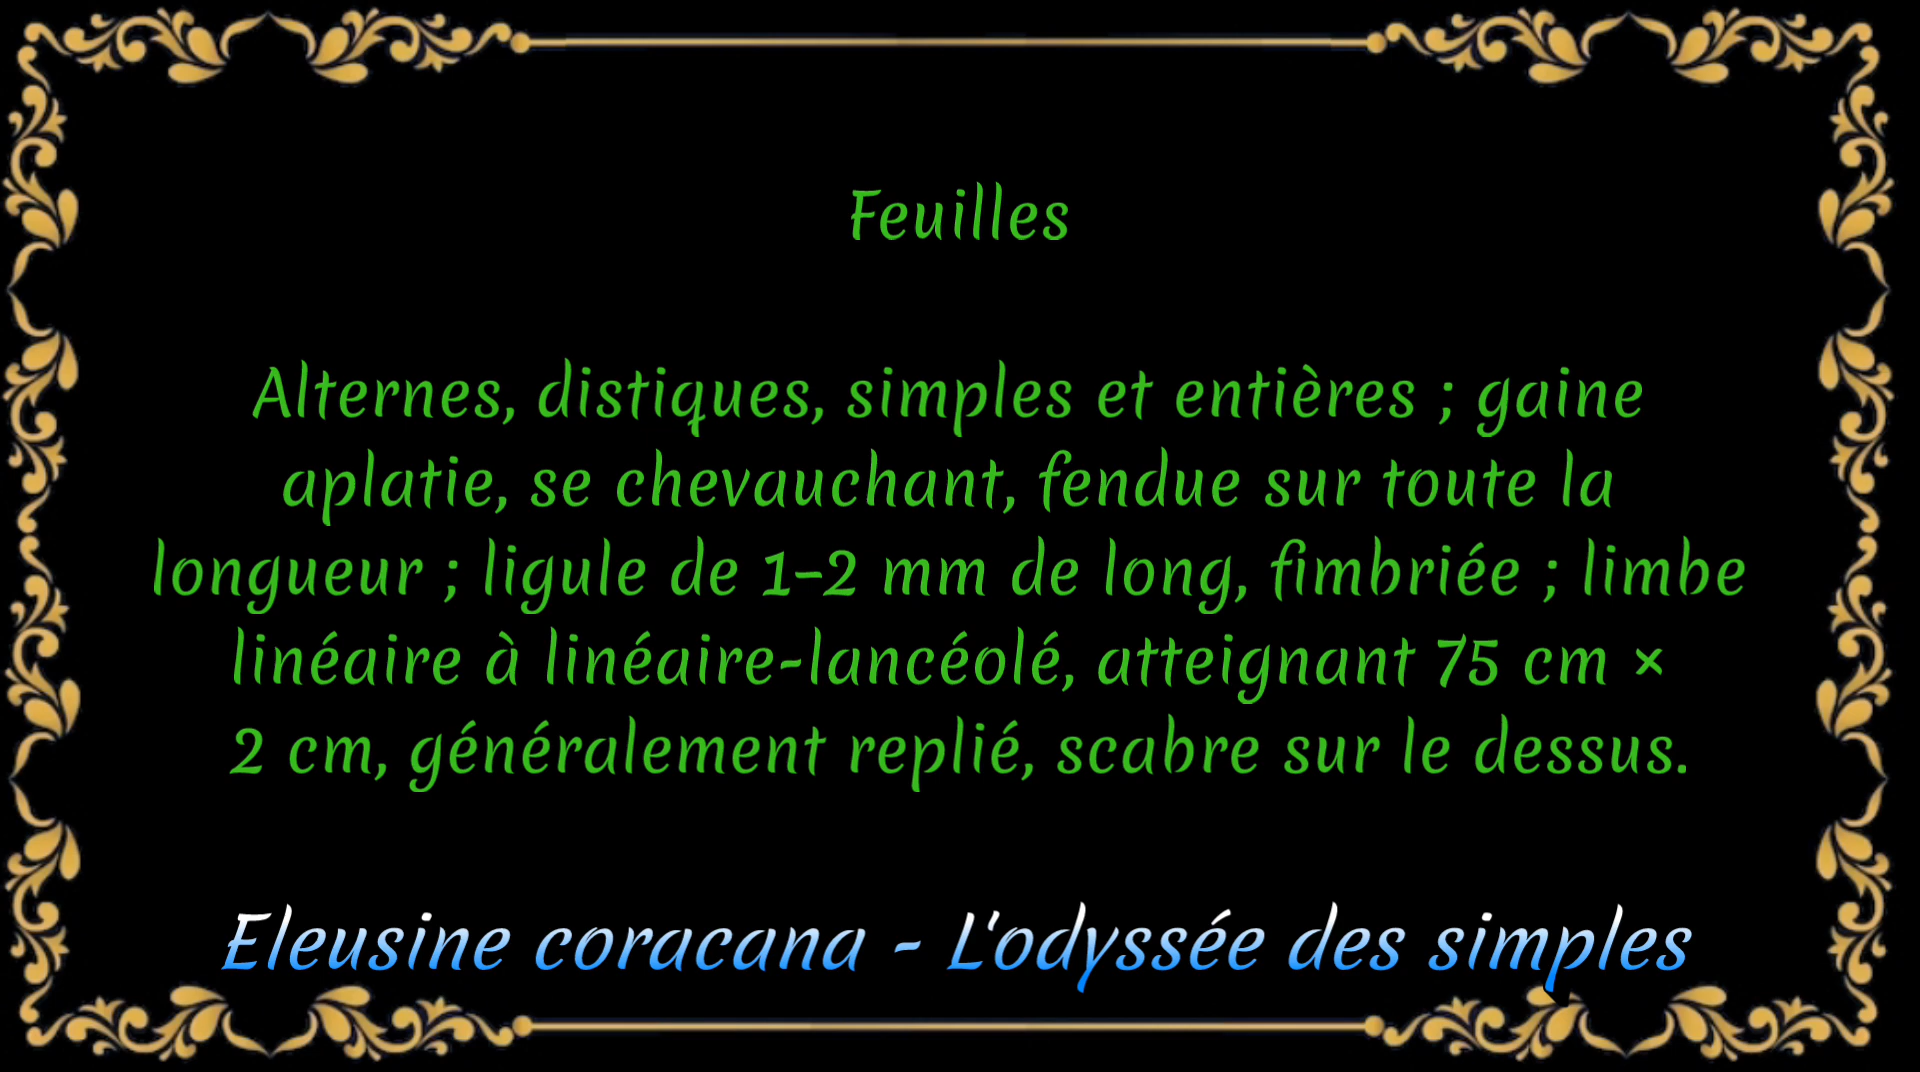 Feuilles
Alternes, distiques, simples et entières ; gaine
aplatie, se chevauchant, fendue sur toute la
longueur ; ligule de 1–2 mm de long, fimbriée ; limbe
linéaire à linéaire-lancéolé, atteignant 75 cm ×
2 cm, généralement replié, scabre sur le dessus.
Eleusine coracana - L'odyssée des simples